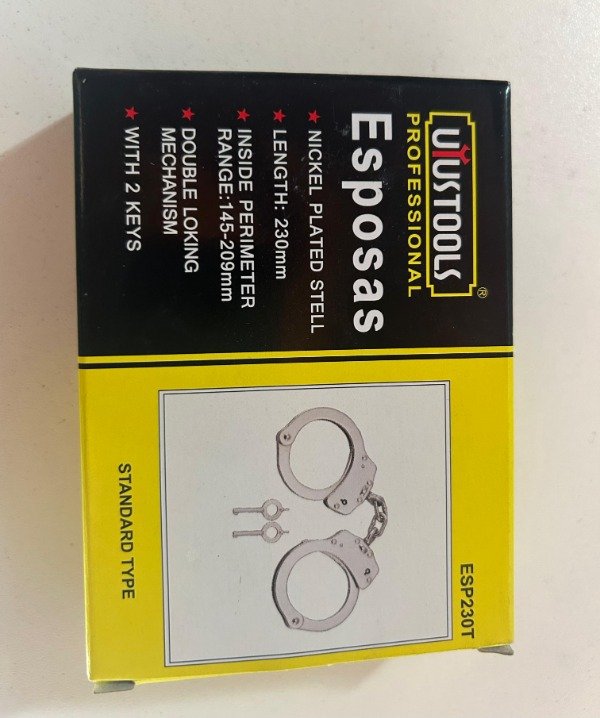 UYUSTOOLS®
PROFESSIONAL
Esposas
★ NICKEL PLATED STELL
★ LENGTH: 230mm
★ INSIDE PERIMETER
RANGE:145-209mm
★ DOUBLE LOKING
MECHANISM
★ WITH 2 KEYS
ESP230T
STANDARD TYPE